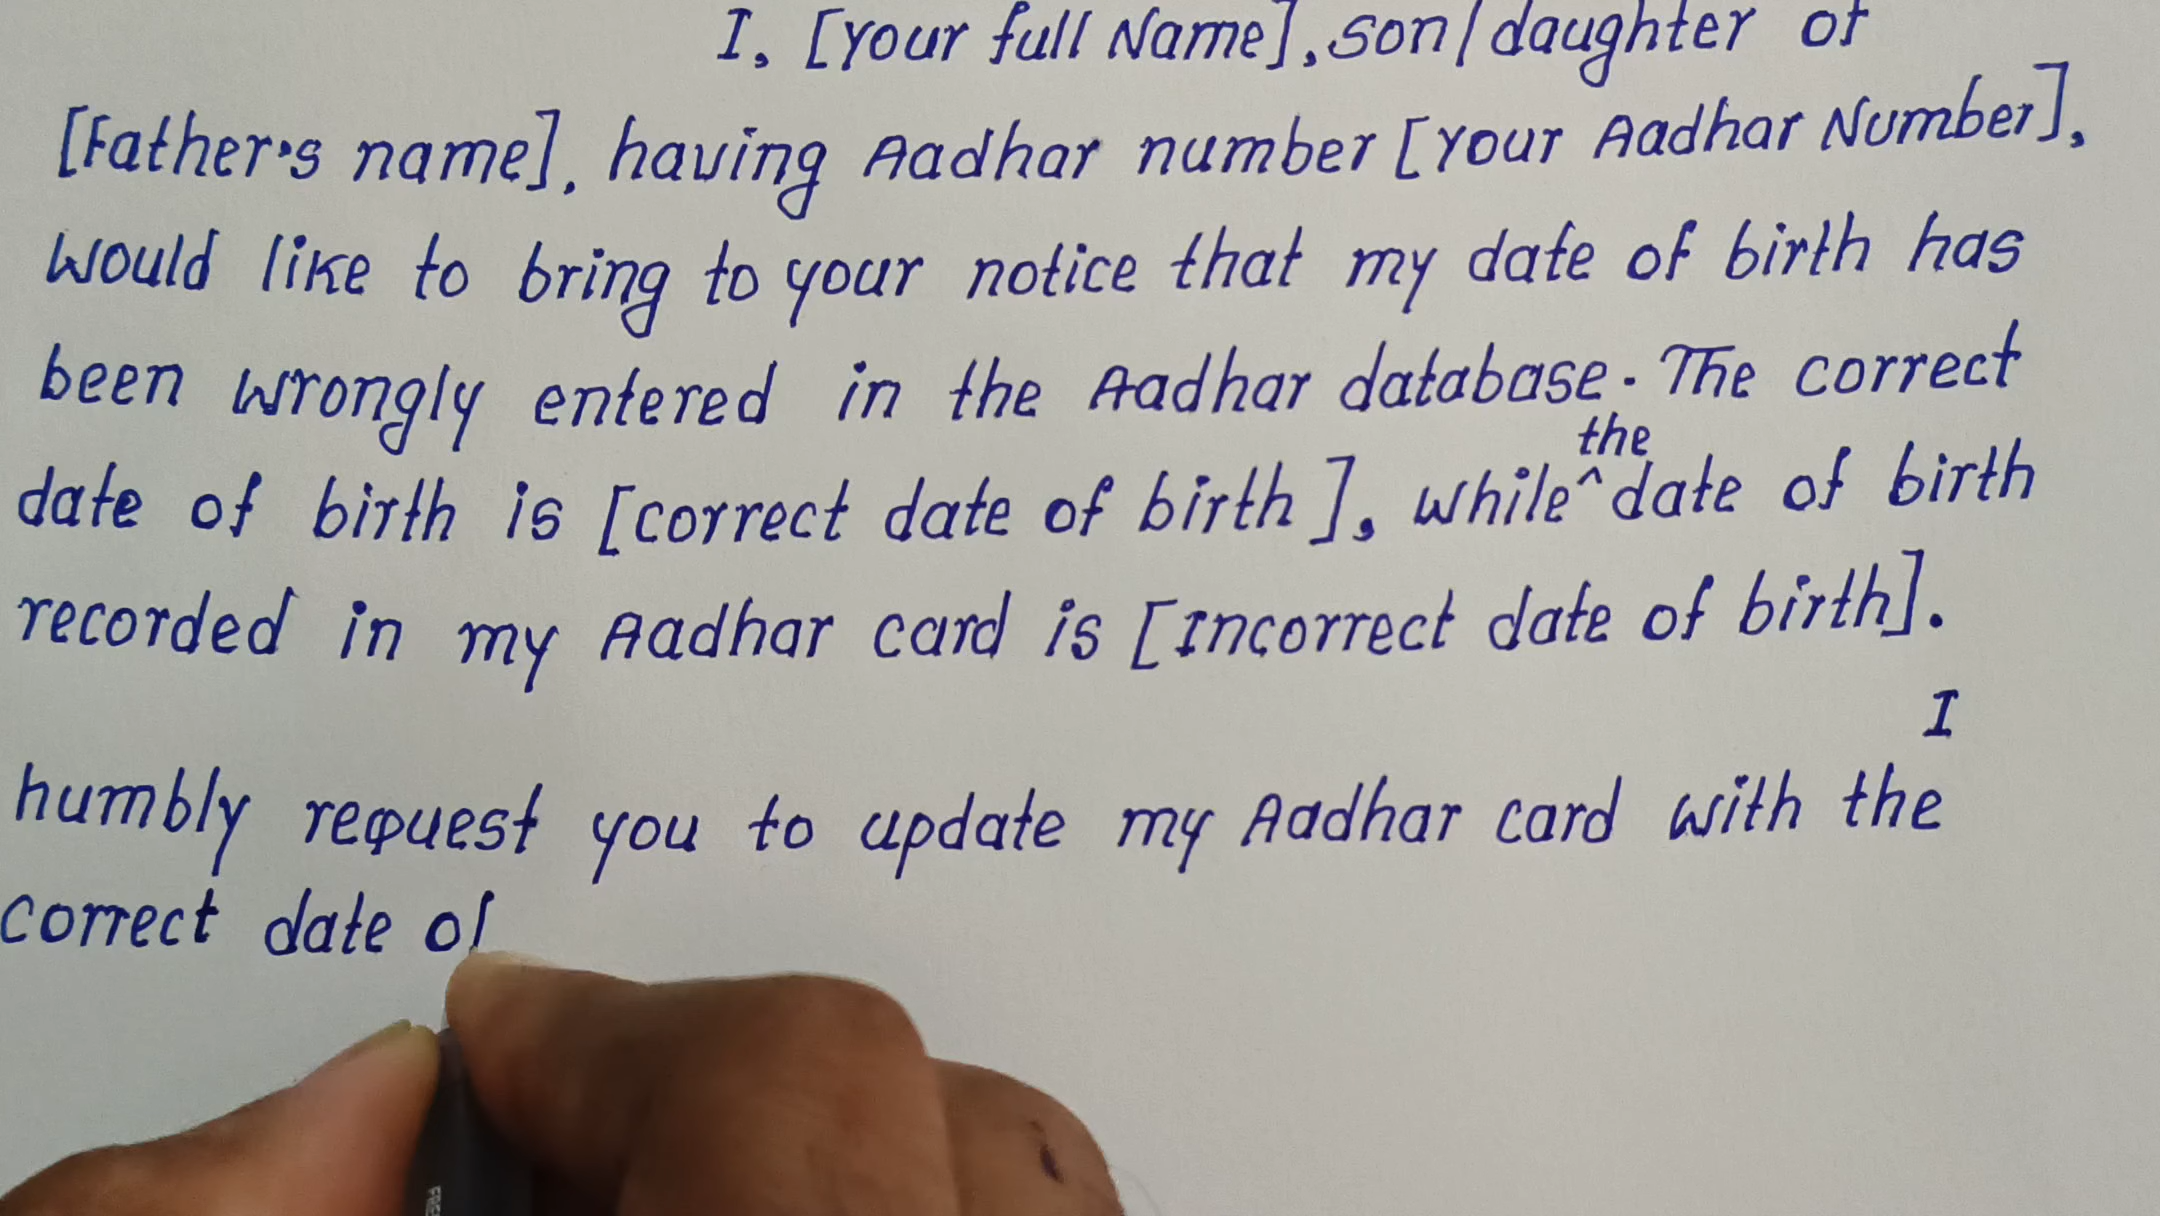 I, [Your full Name], son/daughter of
[Father's name], having Aadhar number [Your Aadhar Number],
would like to bring to your notice that my date of birth has
been wrongly entered in the Aadhar database. The correct
date of birth is [correct date of birth], while ^ the date of birth
recorded in my Aadhar card is [Incorrect date of birth].
I
humbly request you to update my Aadhar card with the
correct date of